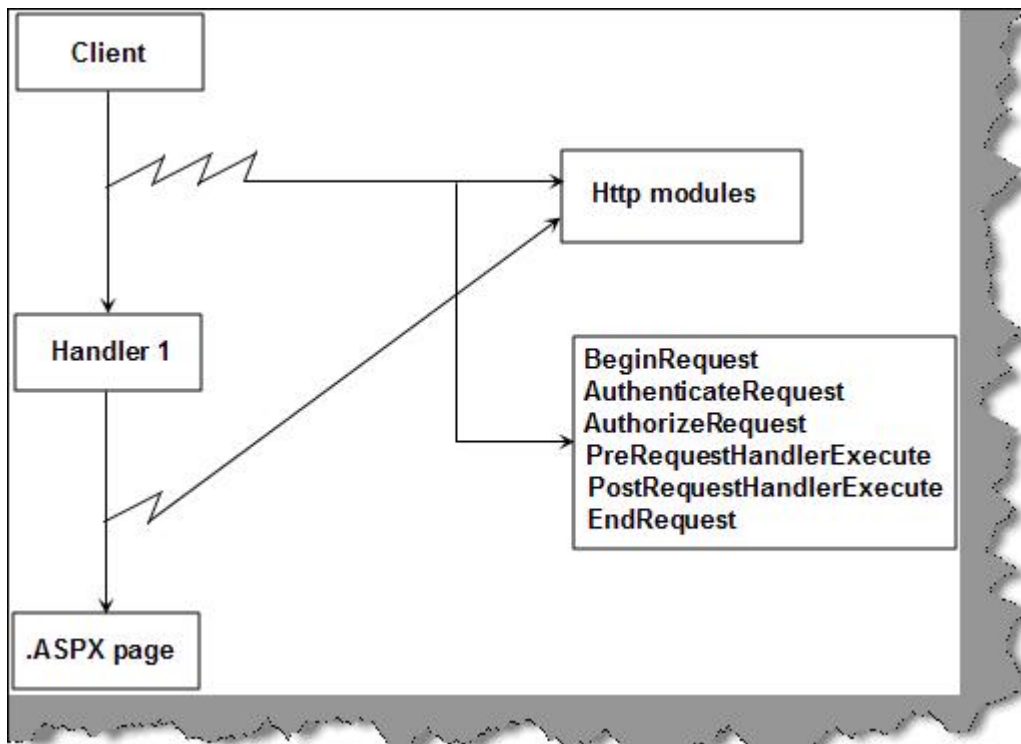 Client
Http modules
Handler 1
BeginRequest
AuthenticateRequest
AuthorizeRequest
PreRequestHandlerExecute
PostRequestHandlerExecute
EndRequest
.ASPX page